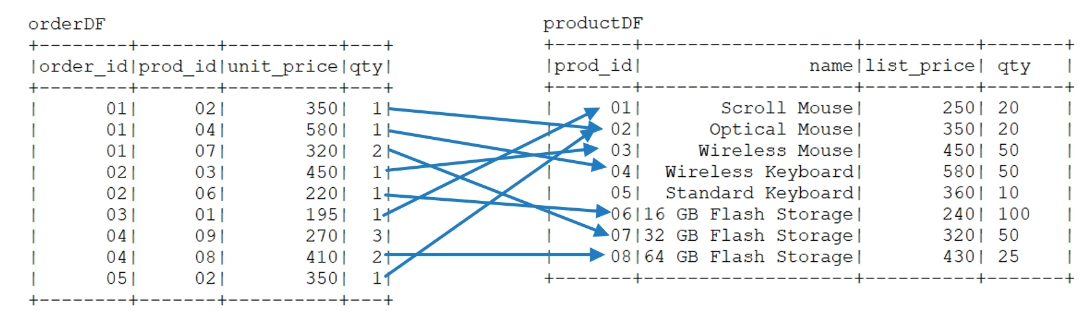 orderDF
+--------+-------+----------+---+
|order_id|prod_id|unit_price|qty|
+--------+-------+----------+---+
|      01|     02|       350|  1|
|      01|     04|       580|  1|
|      01|     07|       320|  2|
|      02|     03|       450|  1|
|      02|     06|       220|  1|
|      03|     01|       195|  1|
|      04|     09|       270|  3|
|      04|     08|       410|  2|
|      05|     02|       350|  1|
+--------+-------+----------+---+
productDF
+-------+-------------------+----------+-------+
|prod_id|               name|list_price| qty   |
+-------+-------------------+----------+-------+
|     01|       Scroll Mouse|       250| 20    |
|     02|      Optical Mouse|       350| 20    |
|     03|     Wireless Mouse|       450| 50    |
|     04|  Wireless Keyboard|       580| 50    |
|     05|  Standard Keyboard|       360| 10    |
|     06|16 GB Flash Storage|       240| 100   |
|     07|32 GB Flash Storage|       320| 50    |
|     08|64 GB Flash Storage|       430| 25    |
+-------+-------------------+----------+-------+